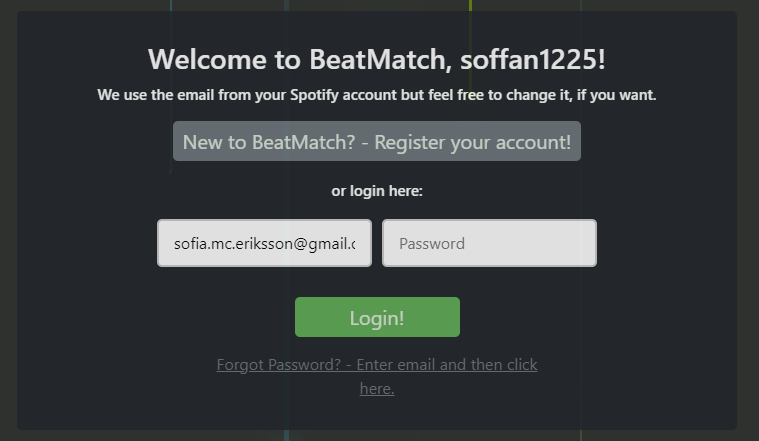 Welcome to BeatMatch, soffan1225!
We use the email from your Spotify account but feel free to change it, if you want.
New to BeatMatch? - Register your account!
or login here:
sofia.mc.eriksson@gmail.c Password
Login!
Forgot Password? - Enter email and then click
here.